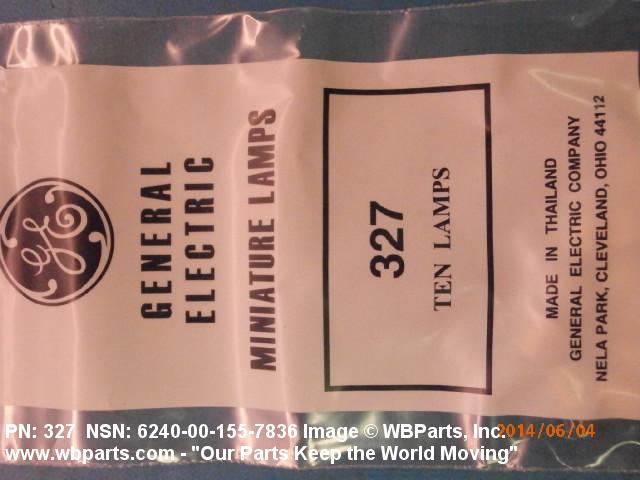 GE
GENERAL
ELECTRIC
MINIATURE LAMPS
327
TEN LAMPS
MADE IN THAILAND
GENERAL ELECTRIC COMPANY
NELA PARK, CLEVELAND, OHIO 44112
PN: 327 NSN: 6240-00-155-7836 Image © WBParts, Inc.
2014/06/04
www.wbparts.com - "Our Parts Keep the World Moving"